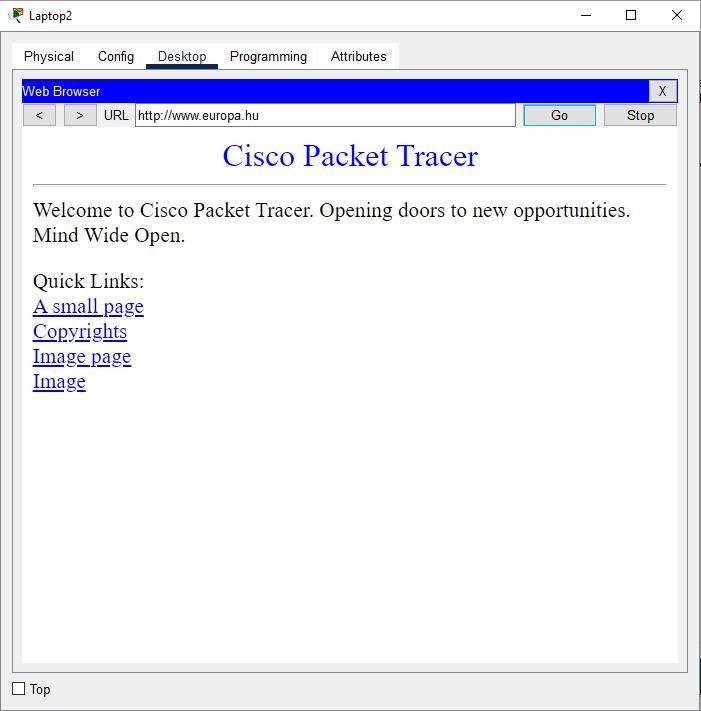 Laptop2
Physical Config Desktop Programming Attributes
Web Browser X
< > URL http://www.europa.hu Go Stop
Cisco Packet Tracer
Welcome to Cisco Packet Tracer. Opening doors to new opportunities.
Mind Wide Open.
Quick Links:
A small page
Copyrights
Image page
Image
Top